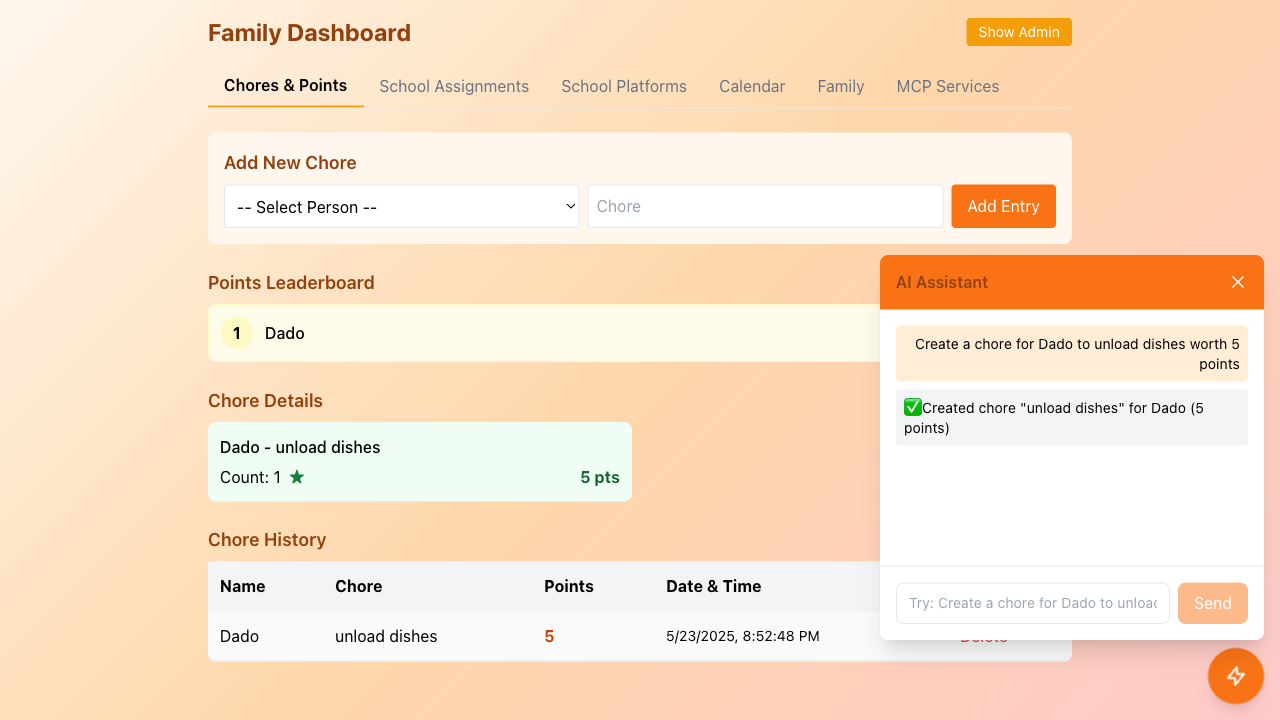 Family Dashboard
Show Admin
Chores & Points
School Assignments
School Platforms
Calendar
Family
MCP Services
Add New Chore
-- Select Person --
Chore
Add Entry
Points Leaderboard
1
Dado
Chore Details
Dado - unload dishes
Count: 1
5 pts
Chore History
Name
Chore
Points
Date & Time
Dado
unload dishes
5
5/23/2025, 8:52:48 PM
Delete
AI Assistant
Create a chore for Dado to unload dishes worth 5
points
Created chore "unload dishes" for Dado (5
points)
Try: Create a chore for Dado to unload
Send